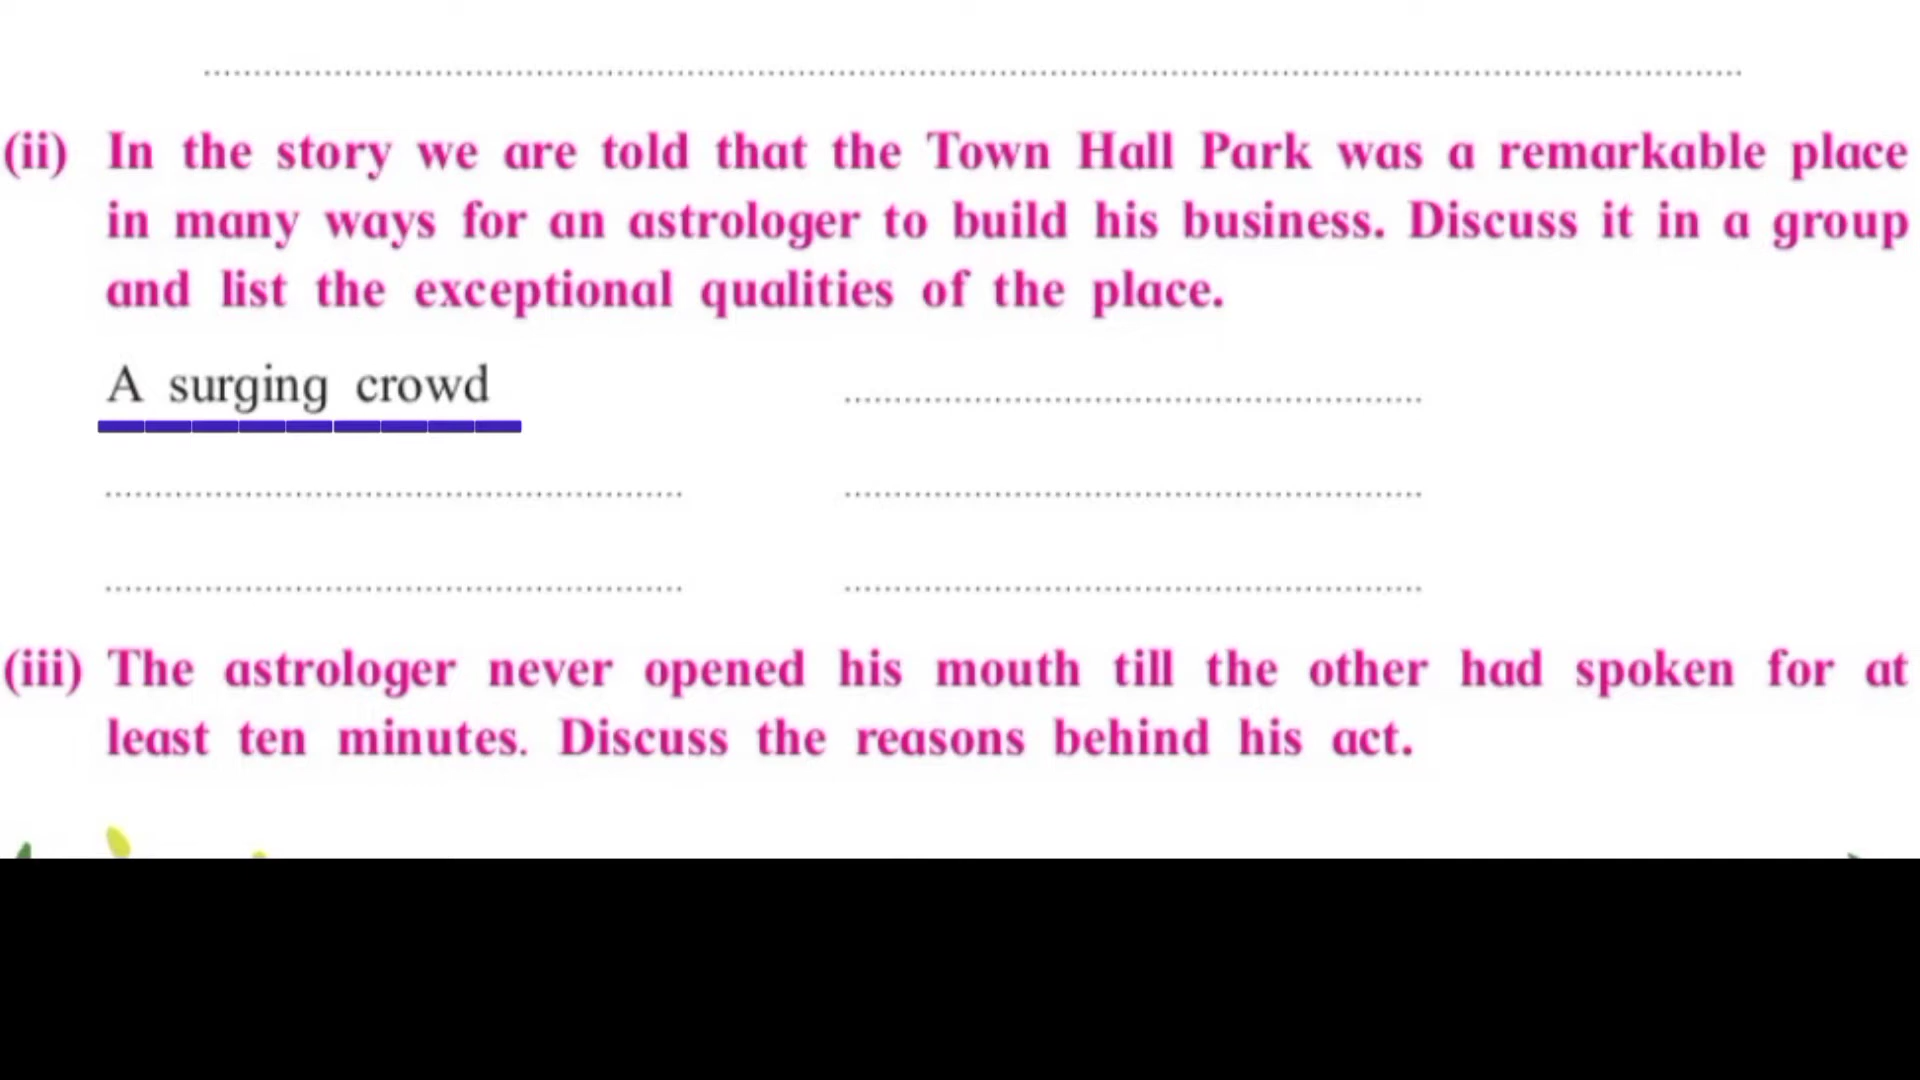 (ii) In the story we are told that the Town Hall Park was a remarkable place
in many ways for an astrologer to build his business. Discuss it in a group
and list the exceptional qualities of the place.
A surging crowd
(iii) The astrologer never opened his mouth till the other had spoken for at
least ten minutes. Discuss the reasons behind his act.